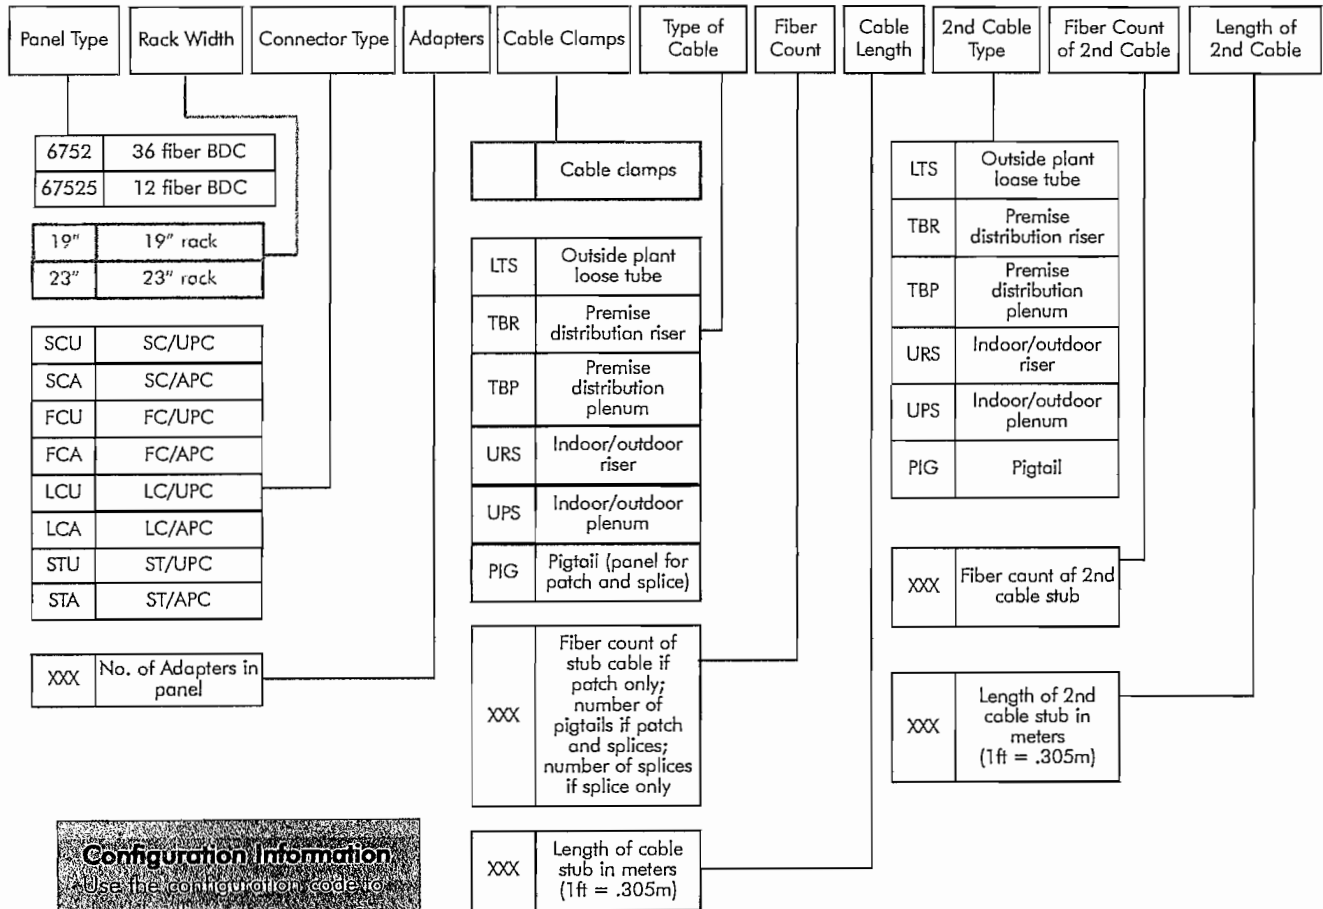 Panel Type
Rack Width
Connector Type
Adapters
Cable Clamps
Type of
Cable
Fiber
Count
Cable
Length
2nd Cable
Type
Fiber Count
of 2nd Cable
Length of
2nd Cable
6752 36 fiber BDC
67525 12 fiber BDC
19" 19" rack
23" 23" rack
SCU SC/UPC
SCA SC/APC
FCU FC/UPC
FCA FC/APC
LCU LC/UPC
LCA LC/APC
STU ST/UPC
STA ST/APC
XXX No. of Adapters in
panel
Cable clamps
LTS Outside plant
loose tube
TBR Premise
distribution riser
TBP Premise
distribution
plenum
URS Indoor/outdoor
riser
UPS Indoor/outdoor
plenum
PIG Pigtail (panel for
patch and splice)
XXX Fiber count of
stub cable if
patch only;
number of
pigtails if patch
and splices;
number of splices
if splice only
XXX Length of cable
stub in meters
(1ft = .305m)
LTS Outside plant
loose tube
TBR Premise
distribution riser
TBP Premise
distribution
plenum
URS Indoor/outdoor
riser
UPS Indoor/outdoor
plenum
PIG Pigtail
XXX Fiber count of 2nd
cable stub
XXX Length of 2nd
cable stub in
meters
(1ft = .305m)
Configuration Information
Use the configuration code to